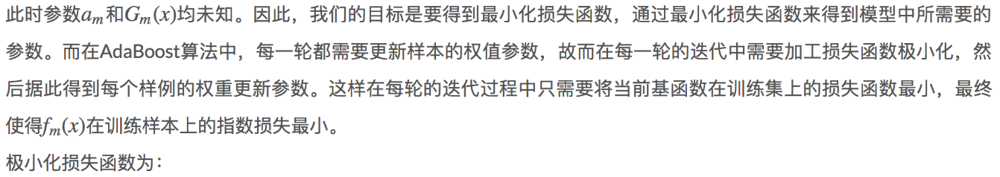 此时参数aₘ和Gₘ(x)均未知。因此，我们的目标是要得到最小化损失函数，通过最小化损失函数来得到模型中所需要的
参数。而在AdaBoost算法中，每一轮都需要更新样本的权值参数，故而在每一轮的迭代中需要加工损失函数极小化，然
后据此得到每个样例的权重更新参数。这样在每轮的迭代过程中只需要将当前基函数在训练集上的损失函数最小，最终
使得fₘ(x)在训练样本上的指数损失最小。
极小化损失函数为：